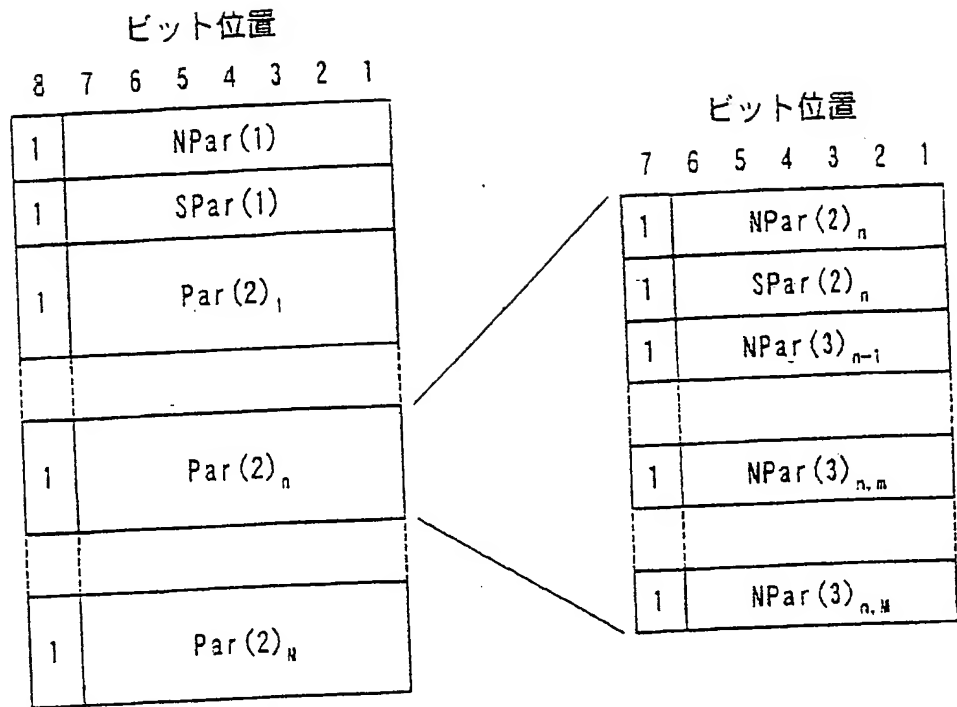 ビット位置
8 7 6 5 4 3 2 1
1 NPar(1)
1 SPar(1)
1 Par(2)₁
1 Par(2)ₙ
1 Par(2)N
ビット位置
7 6 5 4 3 2 1
1 NPar(2)n
1 SPar(2)n
1 NPar(3)n-1
1 NPar(3)n,m
1 NPar(3)n,M